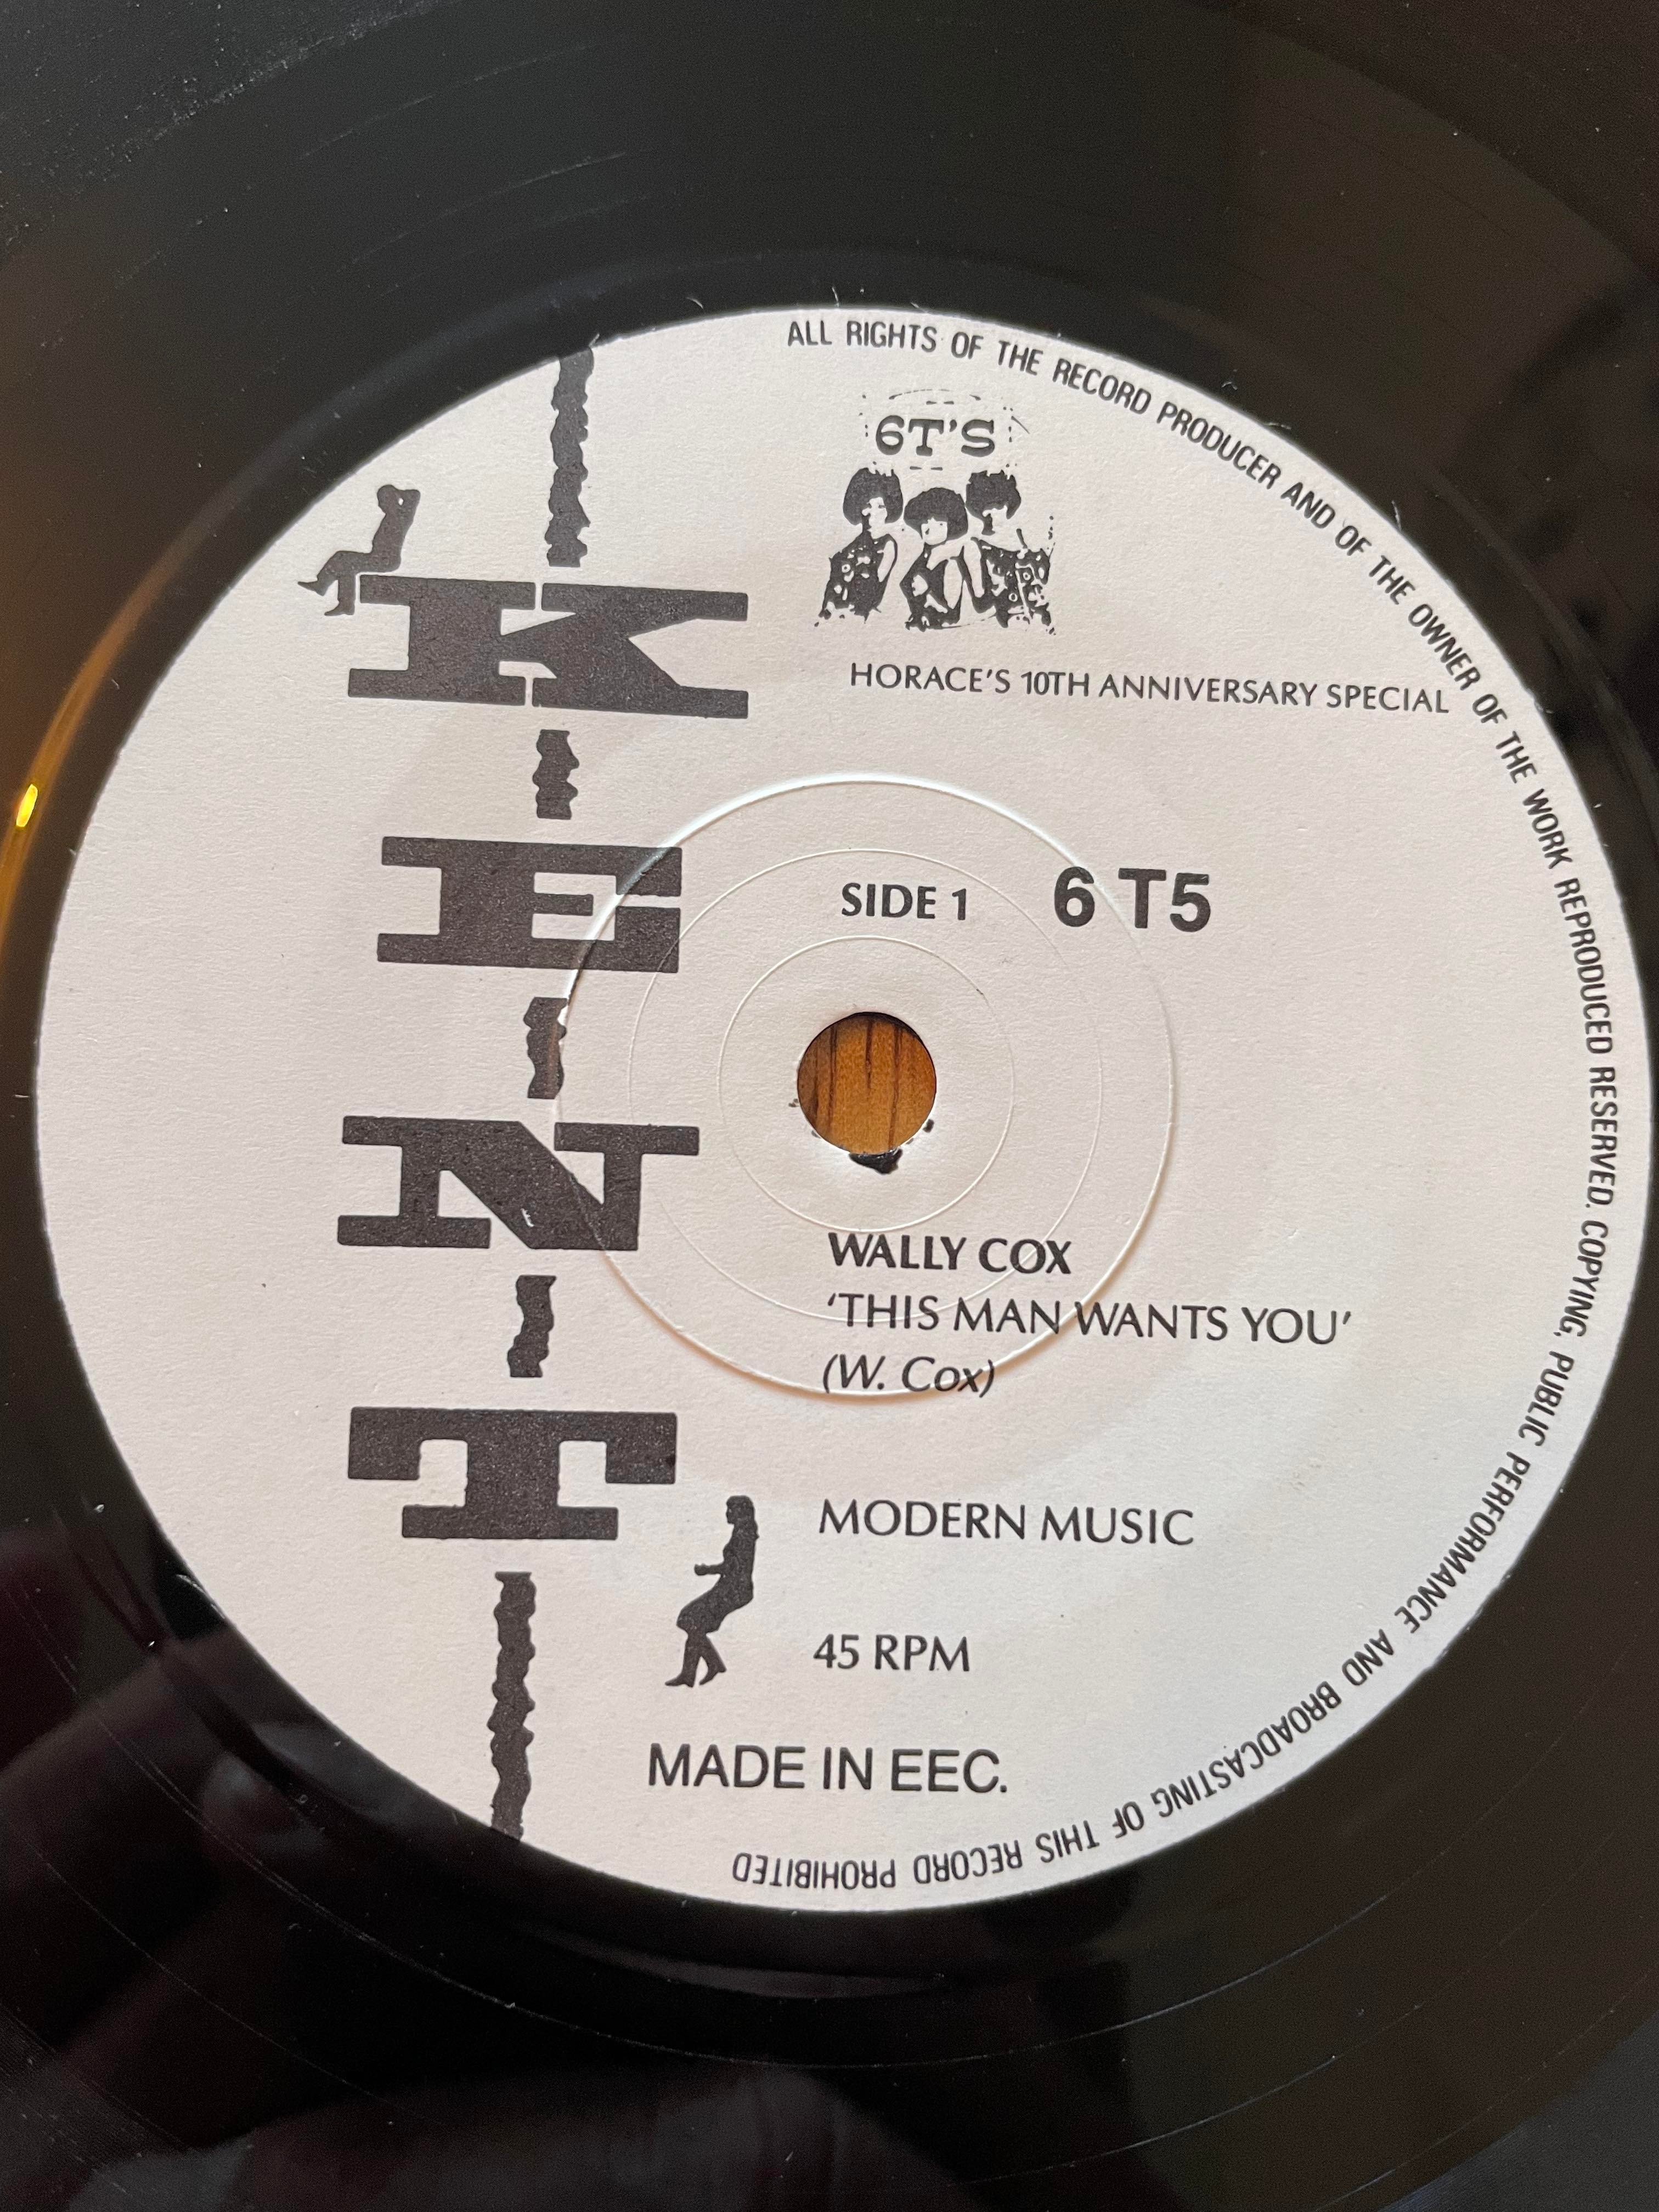 ALL RIGHTS OF THE RECORD PRODUCER AND OF THE OWNER OF THE WORK REPRODUCED RESERVED. COPYING, PUBLIC PERFORMANCE AND BROADCASTING OF THIS RECORD PROHIBITED
6T'S
HORACE'S 10TH ANNIVERSARY SPECIAL
KENT
SIDE 1 6 T5
WALLY COX
‘THIS MAN WANTS YOU’
(W. Cox)
MODERN MUSIC
45 RPM
MADE IN EEC.